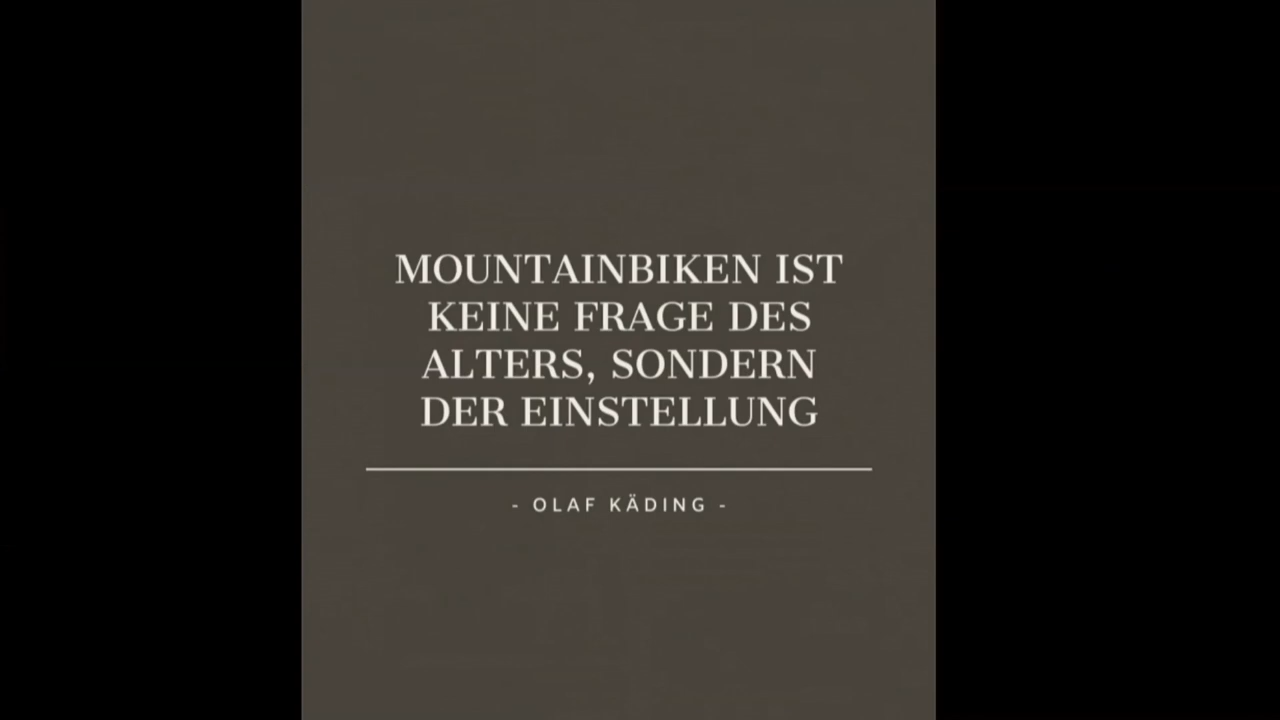 MOUNTAINBIKEN IST
KEINE FRAGE DES
ALTERS, SONDERN
DER EINSTELLUNG
- OLAF KÄDING -